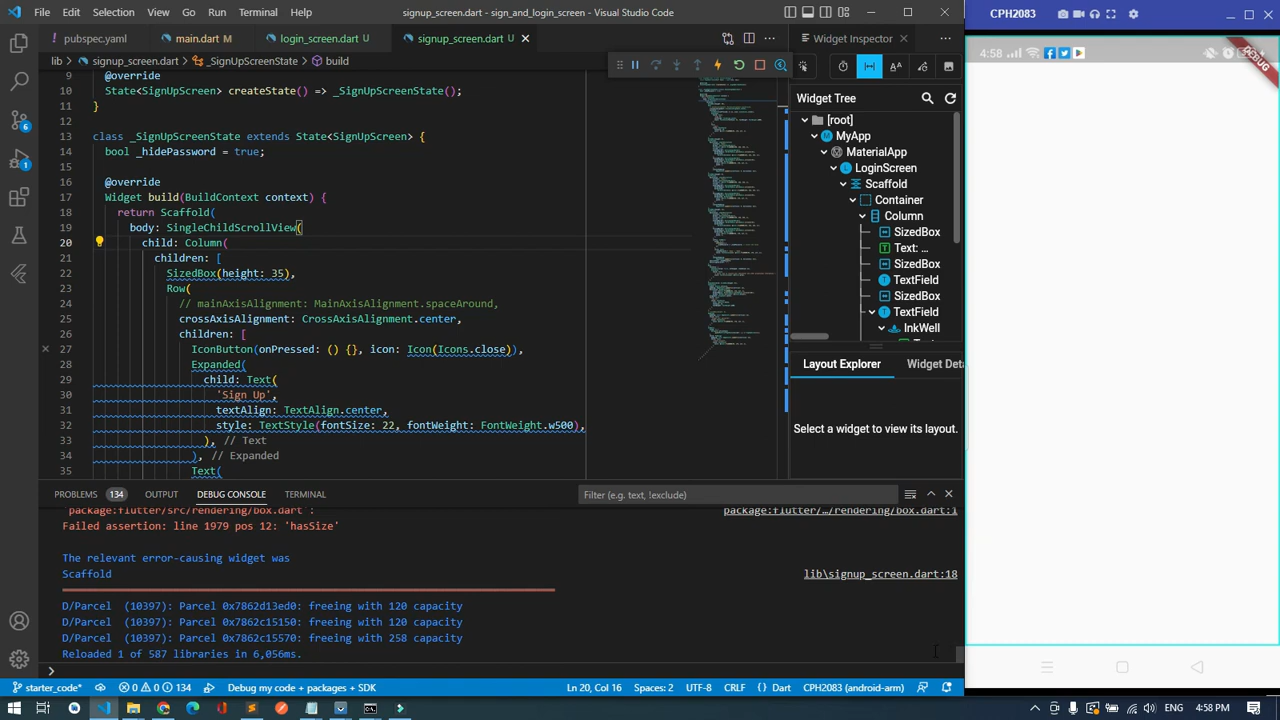 File Edit Selection View Go Run Terminal Help signup_screen.dart - sign_and_login_screen - Visual Studio Code
CPH2083
pubspec.yaml main.dart M login_screen.dart U signup_screen.dart U
Widget Inspector
lib > signup_screen.dart > _SignUpScreenState
4:58
DEBUG
9 @override
10 State<SignUpScreen> createState() => _SignUpScreenState();
11 }
12
13 class _SignUpScreenState extends State<SignUpScreen> {
14 bool _hidePassword = true;
15
16 @override
17 Widget build(BuildContext context) {
18 return Scaffold(
19 body: SingleChildScrollView(
20 child: Column(
21 children: [
22 SizedBox(height: 35),
23 Row(
24 // mainAxisAlignment: MainAxisAlignment.spaceAround,
25 crossAxisAlignment: CrossAxisAlignment.center,
26 children: [
27 IconButton(onPressed: () {}, icon: Icon(Icons.close)),
28 Expanded(
29 child: Text(
30 'Sign Up',
31 textAlign: TextAlign.center,
32 style: TextStyle(fontSize: 22, fontWeight: FontWeight.w500),
33 ), // Text
34 ), // Expanded
35 Text(
Widget Tree
[root]
MyApp
MaterialApp
LoginScreen
Scaffold
Container
Column
SizedBox
Text: ...
SizedBox
TextField
SizedBox
TextField
InkWell
Layout Explorer Widget Deta
Select a widget to view its layout.
PROBLEMS 134 OUTPUT DEBUG CONSOLE TERMINAL Filter (e.g. text, !exclude)
'package:flutter/src/rendering/box.dart': package:flutter/…/rendering/box.dart:1
Failed assertion: line 1979 pos 12: 'hasSize'
The relevant error-causing widget was
Scaffold lib\signup_screen.dart:18
D/Parcel (10397): Parcel 0x7862d13ed0: freeing with 120 capacity
D/Parcel (10397): Parcel 0x7862c15150: freeing with 120 capacity
D/Parcel (10397): Parcel 0x7862c15570: freeing with 258 capacity
Reloaded 1 of 587 libraries in 6,056ms.
starter_code* 0 0 134 Debug my code + packages + SDK Ln 20, Col 16 Spaces: 2 UTF-8 CRLF {} Dart CPH2083 (android-arm)
4:58 PM